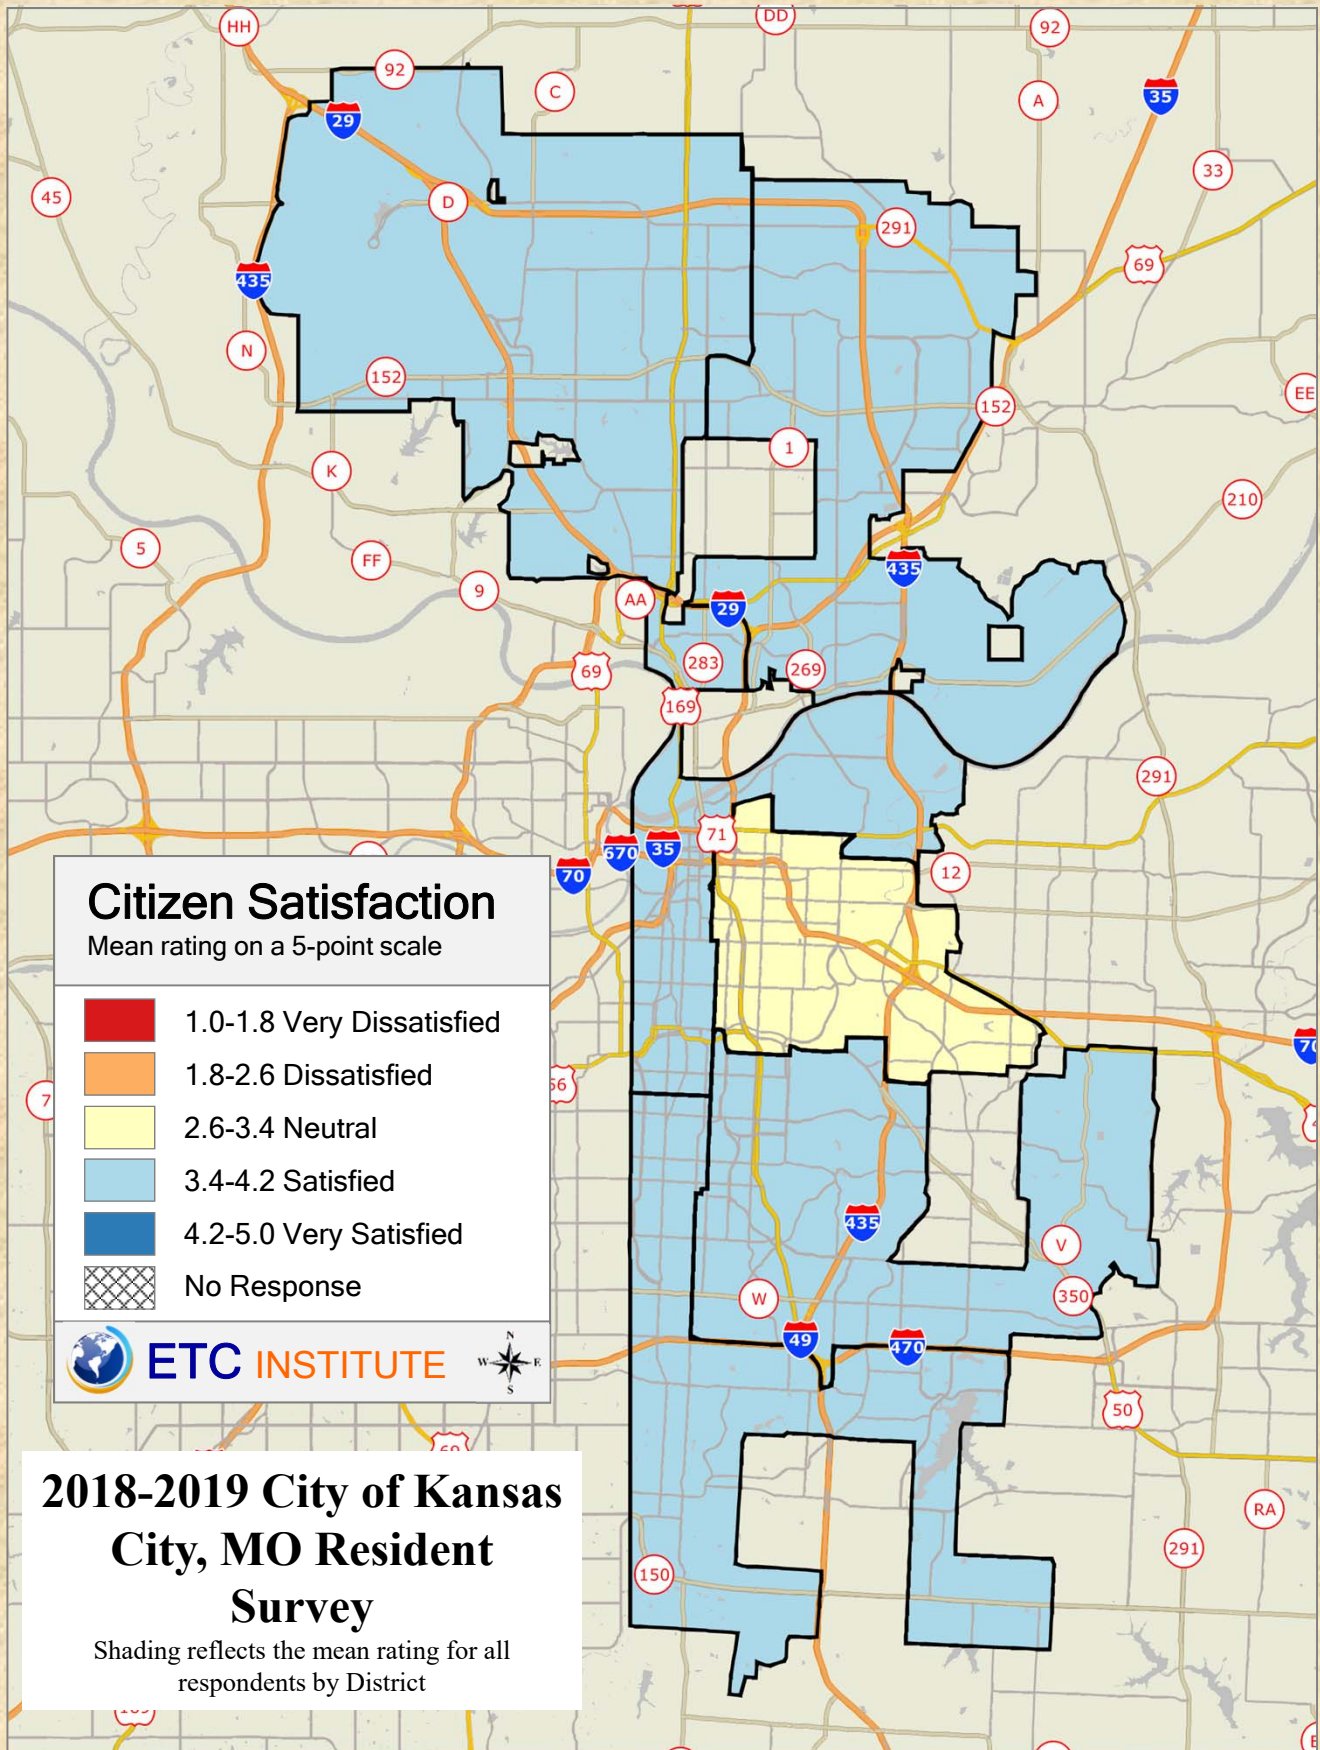 HH
DD
92
92
C
A
35
29
33
45
D
291
69
435
N
152
EE
152
1
K
210
5
FF
435
9
AA
29
283
269
69
169
291
71
670
35
70
12
Citizen Satisfaction
Mean rating on a 5-point scale
1.0-1.8 Very Dissatisfied
1.8-2.6 Dissatisfied
2.6-3.4 Neutral
3.4-4.2 Satisfied
4.2-5.0 Very Satisfied
No Response
ETC INSTITUTE
N
W
E
S
70
7
435
V
350
W
49
470
50
69
2018-2019 City of Kansas
City, MO Resident
Survey
Shading reflects the mean rating for all
respondents by District
RA
291
150